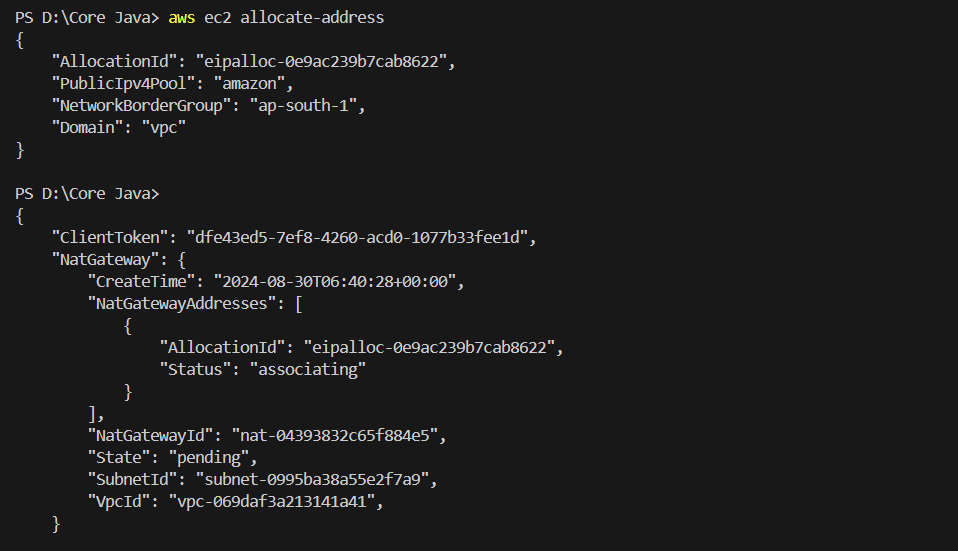 PS D:\Core Java> aws ec2 allocate-address
{
    "AllocationId": "eipalloc-0e9ac239b7cab8622",
    "PublicIpv4Pool": "amazon",
    "NetworkBorderGroup": "ap-south-1",
    "Domain": "vpc"
}
PS D:\Core Java>
{
    "ClientToken": "dfe43ed5-7ef8-4260-acd0-1077b33fee1d",
    "NatGateway": {
        "CreateTime": "2024-08-30T06:40:28+00:00",
        "NatGatewayAddresses": [
            {
                "AllocationId": "eipalloc-0e9ac239b7cab8622",
                "Status": "associating"
            }
        ],
        "NatGatewayId": "nat-04393832c65f884e5",
        "State": "pending",
        "SubnetId": "subnet-0995ba38a55e2f7a9",
        "VpcId": "vpc-069daf3a213141a41",
    }